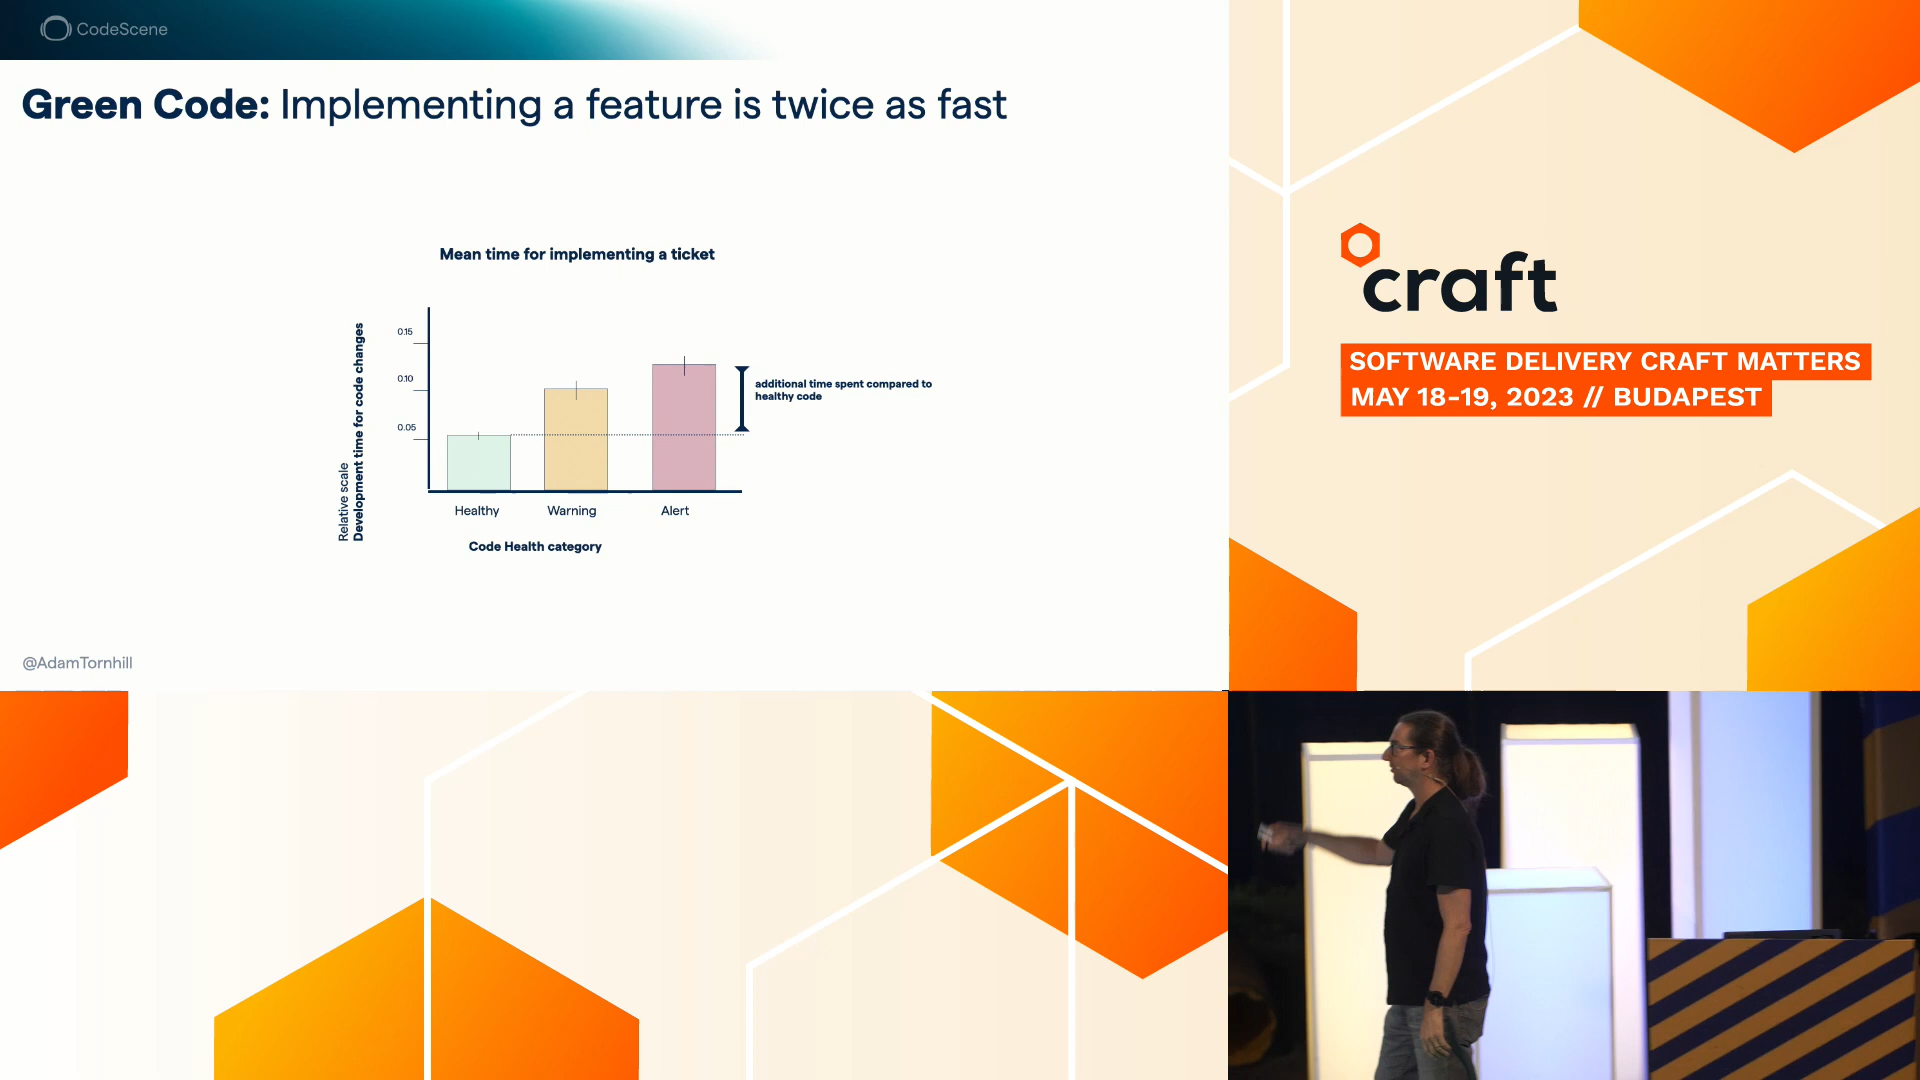 CodeScene
Green Code: Implementing a feature is twice as fast
Mean time for implementing a ticket
Relative scale
Development time for code changes
0.15
0.10
0.05
additional time spent compared to
healthy code
Healthy
Warning
Alert
Code Health category
@AdamTornhill
craft
SOFTWARE DELIVERY CRAFT MATTERS
MAY 18-19, 2023 // BUDAPEST